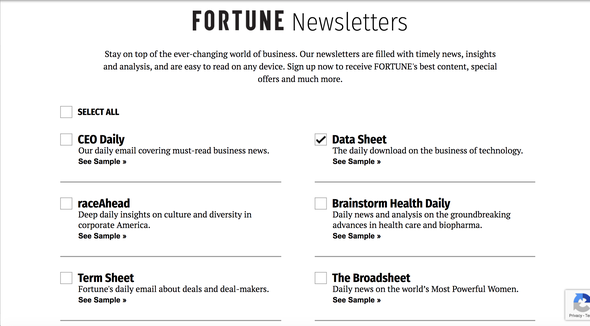 FORTUNE Newsletters
Stay on top of the ever-changing world of business. Our newsletters are filled with timely news, insights
and analysis, and are easy to read on any device. Sign up now to receive FORTUNE's best content, special
offers and much more.
SELECT ALL
CEO Daily
Our daily email covering must-read business news.
See Sample »
Data Sheet
The daily download on the business of technology.
See Sample »
raceAhead
Deep daily insights on culture and diversity in
corporate America.
See Sample »
Brainstorm Health Daily
Daily news and analysis on the groundbreaking
advances in health care and biopharma.
See Sample »
Term Sheet
Fortune's daily email about deals and deal-makers.
See Sample »
The Broadsheet
Daily news on the world's Most Powerful Women.
See Sample »
Privacy - Te